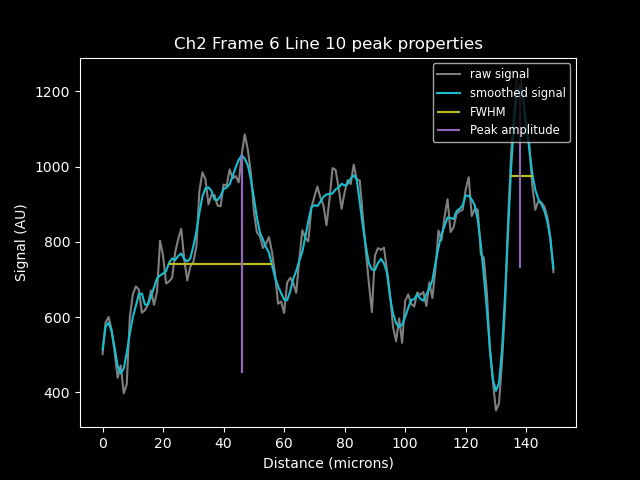 Ch2 Frame 6 Line 10 peak properties
raw signal
smoothed signal
FWHM
Peak amplitude
1200
1000
800
600
400
Signal (AU)
0 20 40 60 80 100 120 140
Distance (microns)